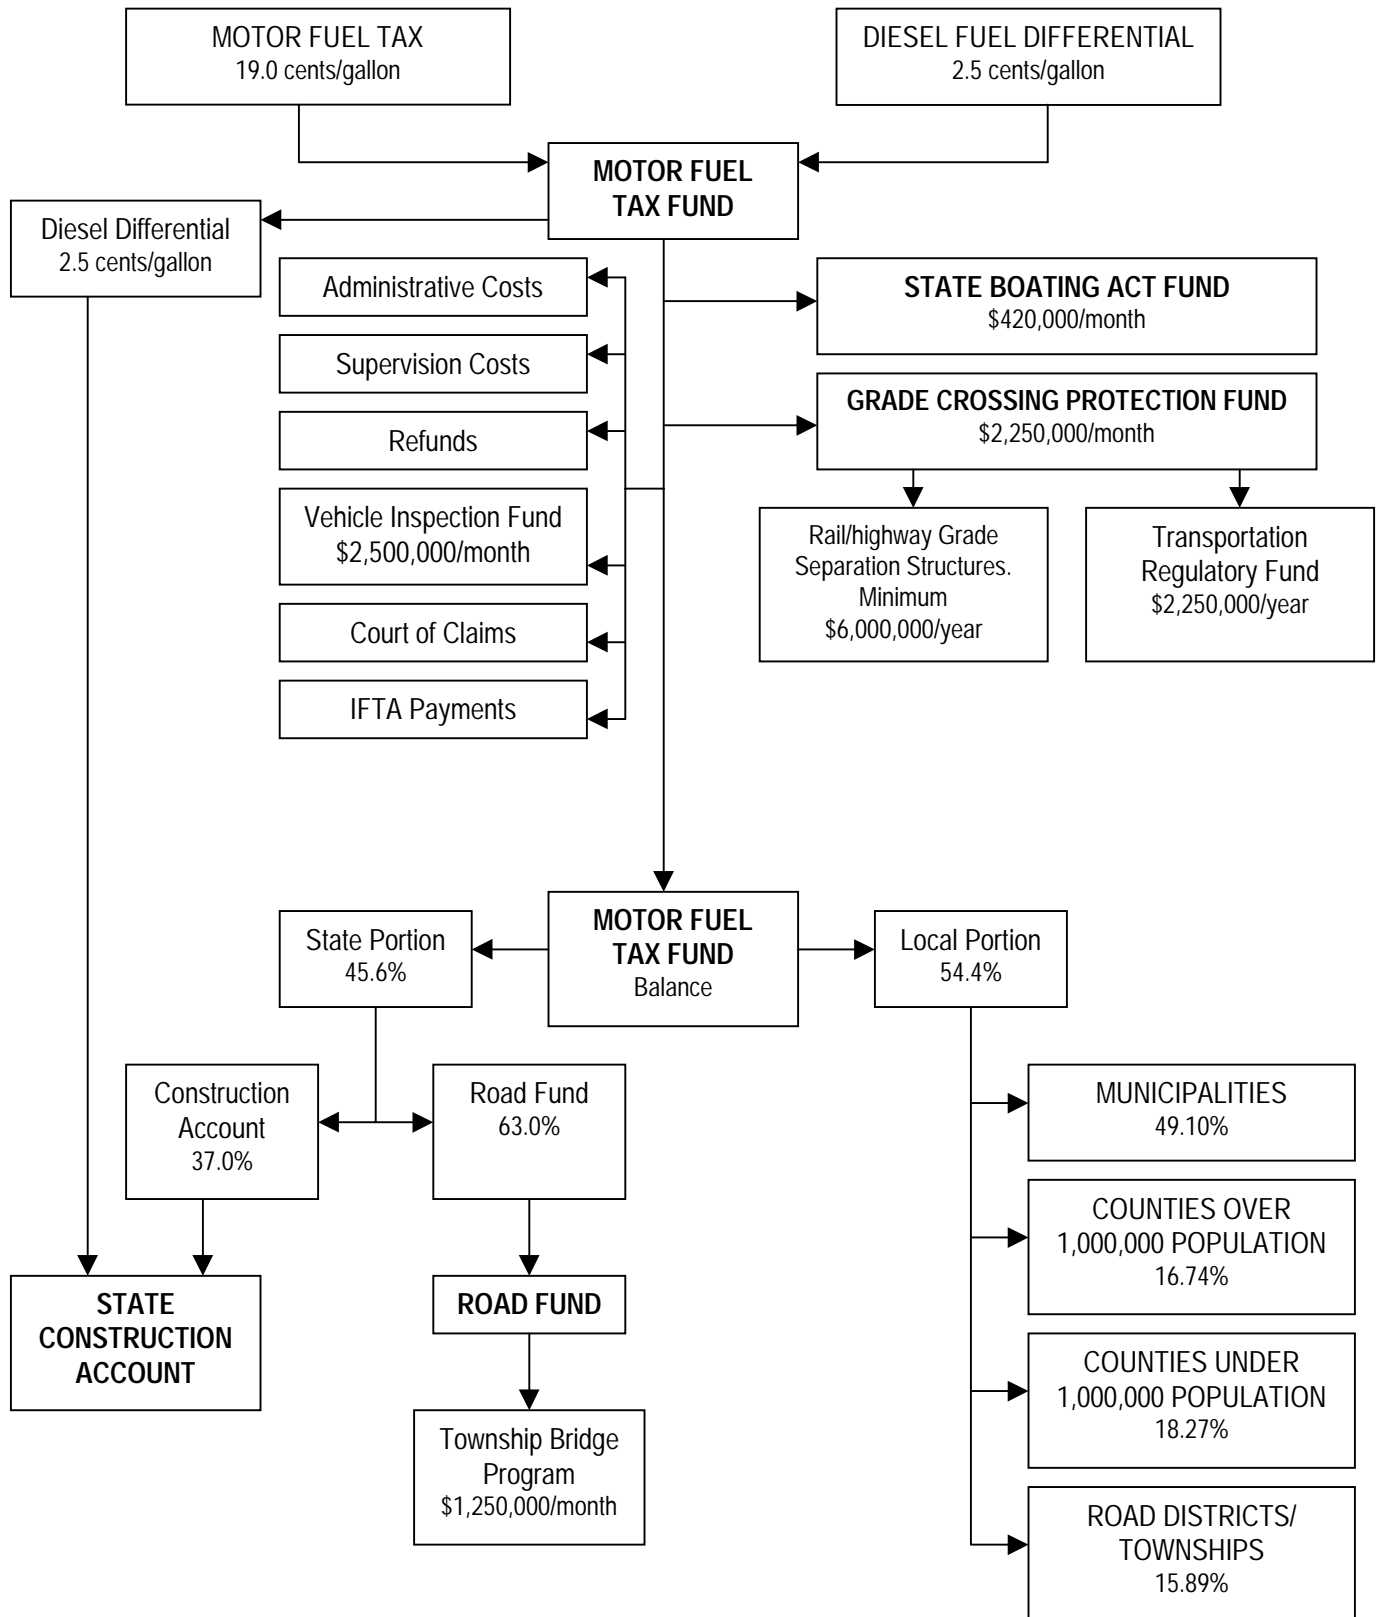 MOTOR FUEL TAX
19.0 cents/gallon
DIESEL FUEL DIFFERENTIAL
2.5 cents/gallon
MOTOR FUEL
TAX FUND
Diesel Differential
2.5 cents/gallon
Administrative Costs
Supervision Costs
Refunds
Vehicle Inspection Fund
$2,500,000/month
Court of Claims
IFTA Payments
STATE BOATING ACT FUND
$420,000/month
GRADE CROSSING PROTECTION FUND
$2,250,000/month
Rail/highway Grade
Separation Structures.
Minimum
$6,000,000/year
Transportation
Regulatory Fund
$2,250,000/year
MOTOR FUEL
TAX FUND
Balance
State Portion
45.6%
Local Portion
54.4%
Construction
Account
37.0%
Road Fund
63.0%
STATE
CONSTRUCTION
ACCOUNT
ROAD FUND
Township Bridge
Program
$1,250,000/month
MUNICIPALITIES
49.10%
COUNTIES OVER
1,000,000 POPULATION
16.74%
COUNTIES UNDER
1,000,000 POPULATION
18.27%
ROAD DISTRICTS/
TOWNSHIPS
15.89%